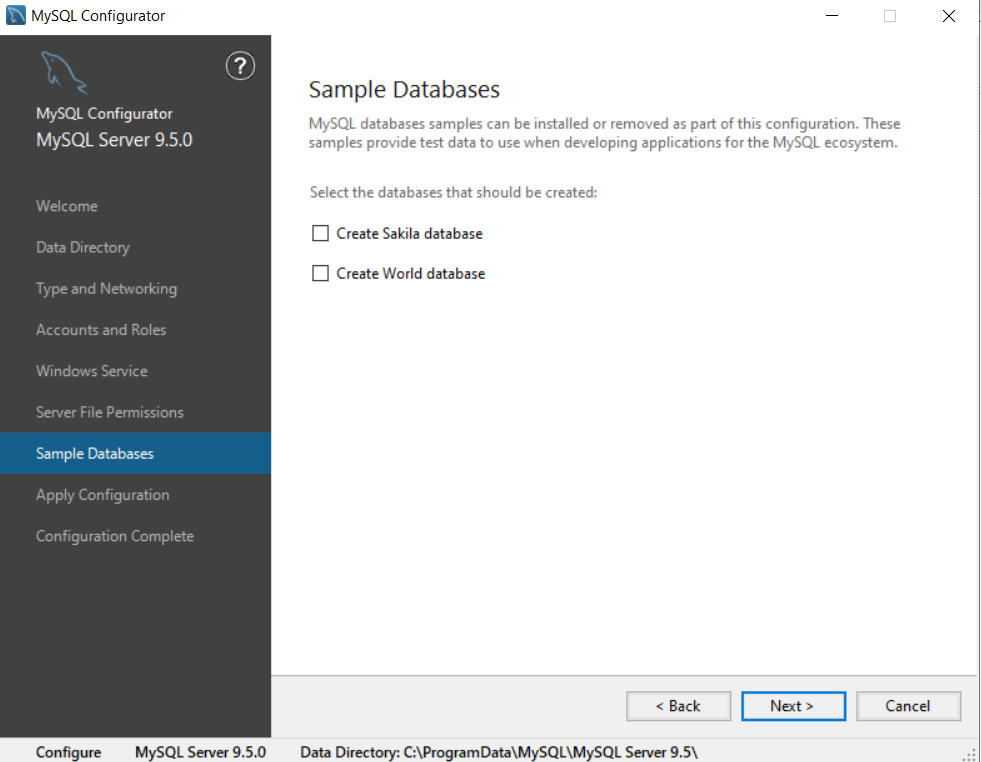 MySQL Configurator
?
MySQL Configurator
MySQL Server 9.5.0
Welcome
Data Directory
Type and Networking
Accounts and Roles
Windows Service
Server File Permissions
Sample Databases
Apply Configuration
Configuration Complete
Sample Databases
MySQL databases samples can be installed or removed as part of this configuration. These
samples provide test data to use when developing applications for the MySQL ecosystem.
Select the databases that should be created:
Create Sakila database
Create World database
< Back
Next >
Cancel
Configure MySQL Server 9.5.0 Data Directory: C:\ProgramData\MySQL\MySQL Server 9.5\